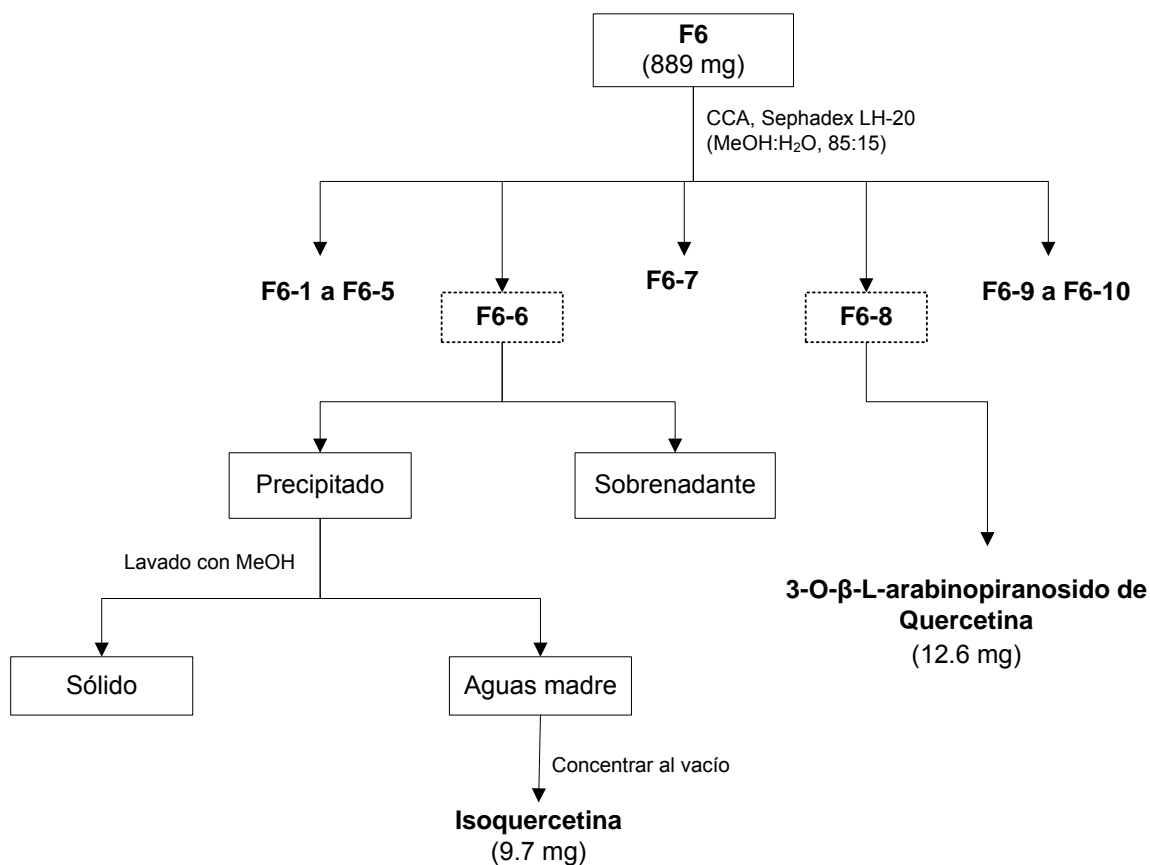 F6
(889 mg)
CCA, Sephadex LH-20
(MeOH:H₂O, 85:15)
F6-1 a F6-5
F6-6
F6-7
F6-8
F6-9 a F6-10
Precipitado
Sobrenadante
Lavado con MeOH
3-O-β-L-arabinopiranosido de
Quercetina
(12.6 mg)
Sólido
Aguas madre
Concentrar al vacío
Isoquercetina
(9.7 mg)